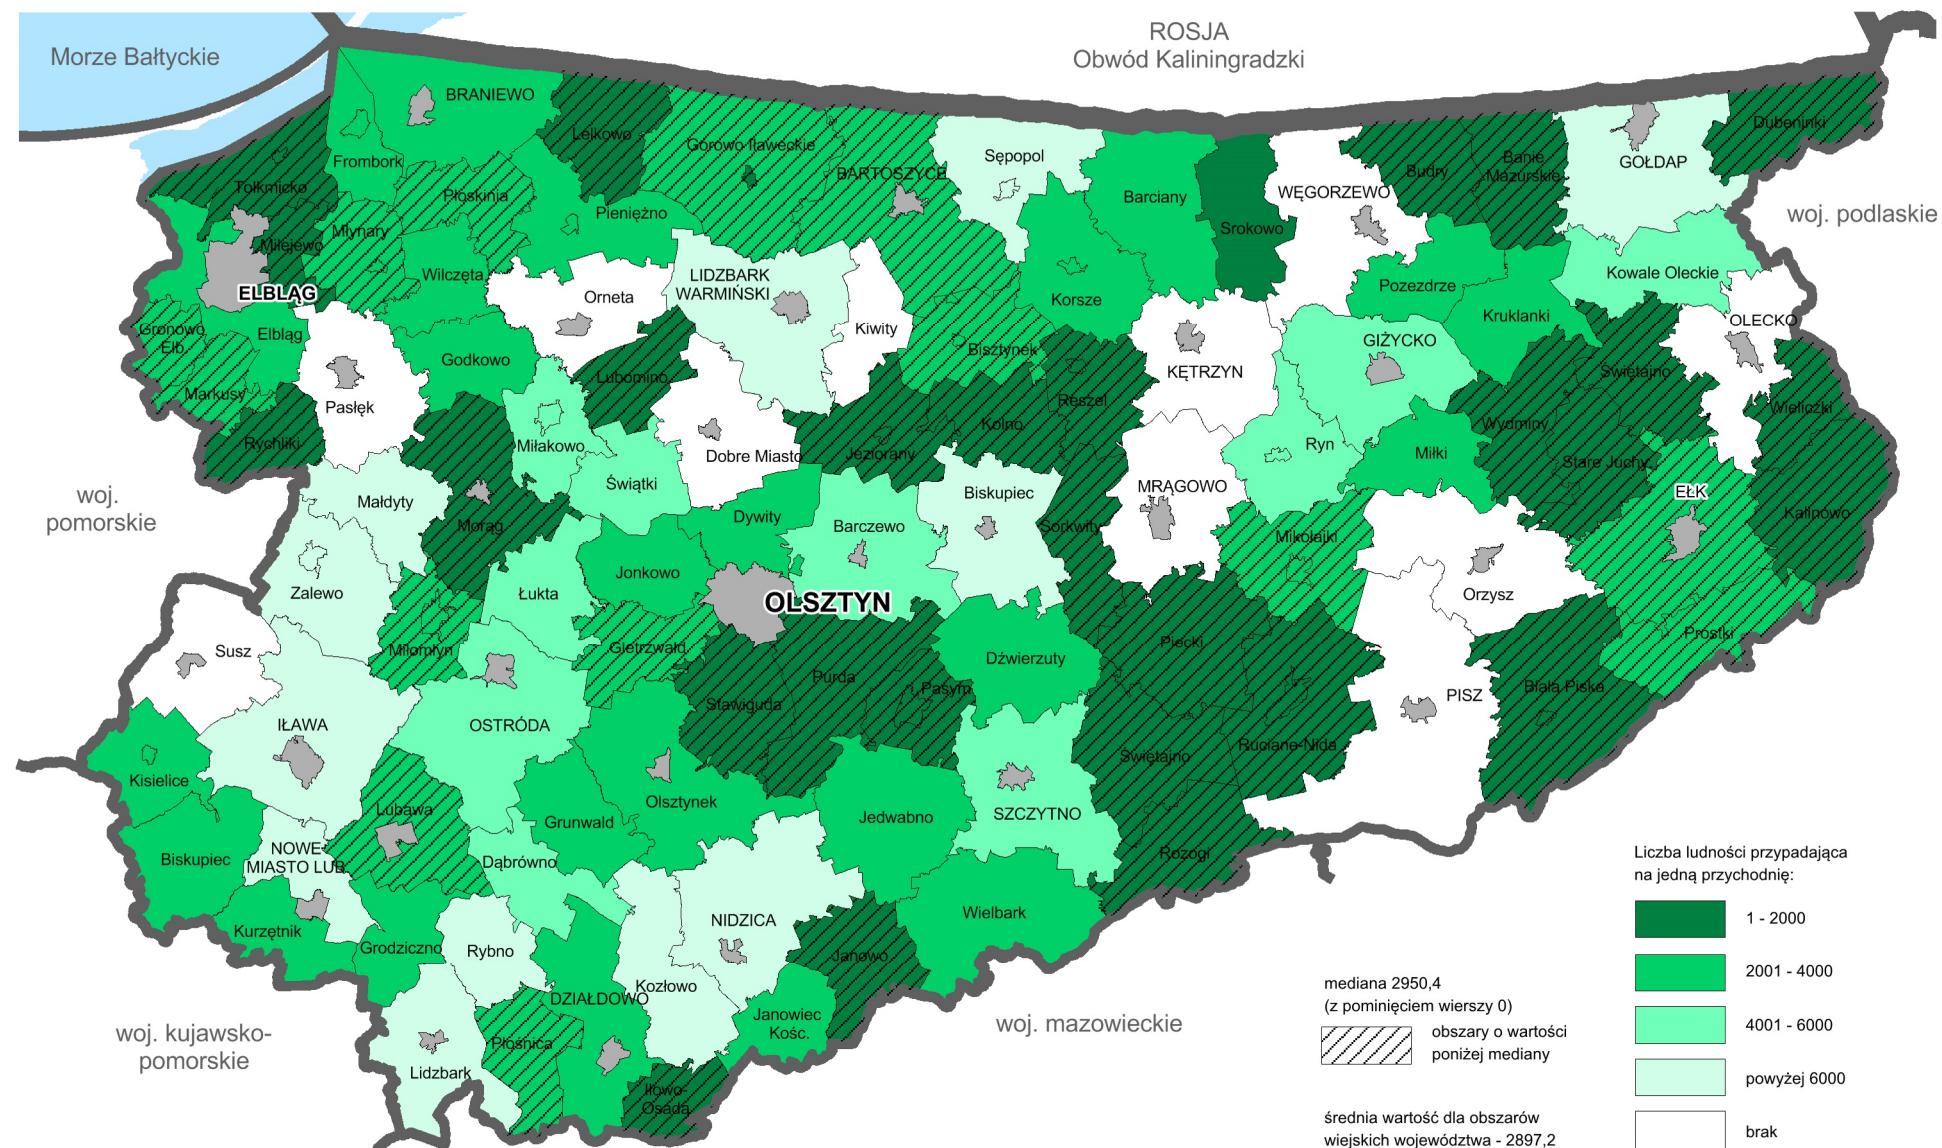 Morze Bałtyckie
ROSJA
Obwód Kaliningradzki
BRANIEWO
Lelkowo
Frombork
Górowo Iławeckie
Sępopol
GOŁDAP
Dubeninki
Tolkmicko
Płoskinia
BARTOSZYCE
Barciany
WĘGORZEWO
Budry
Banie
Mazurskie
woj. podlaskie
Pieniężno
Milejewo
Młynary
Srokowo
Wilczęta
LIDZBARK
WARMIŃSKI
Orneta
Kowale Oleckie
ELBLĄG
Pozezdrze
Korsze
Kruklanki
OLECKO
Gronowo
Elb.
Elbląg
Kiwity
Bisztynek
GIŻYCKO
Godkowo
KĘTRZYN
Świętajno
Lubomino
Markusy
Pasłęk
Reszel
Wieliczki
Rychliki
Miłakowo
Dobre Miasto
Jeziorany
Kolno
Ryn
Miłki
Wydminy
Stare Juchy
woj.
pomorskie
Małdyty
Świątki
Biskupiec
MRĄGOWO
EŁK
Morąg
Dywity
Barczewo
Sorkwity
Mikołajki
Kalinowo
Zalewo
Łukta
Jonkowo
OLSZTYN
Orzysz
Susz
Miłomłyn
Gietrzwałd
Dźwierzuty
Piecki
Prostki
Purda
Pasym
Stawiguda
Biała Piska
PISZ
IŁAWA
OSTRÓDA
Świętajno
Ruciane-Nida
Kisielice
Lubawa
Olsztynek
Grunwald
Jedwabno
SZCZYTNO
Biskupiec
NOWE
MIASTO LUB.
Dąbrówno
Rozogi
Kurzętnik
Grodziczno
Rybno
NIDZICA
Wielbark
Janowo
Kozłowo
DZIAŁDOWO
Janowiec
Kośc.
woj. mazowieckie
woj. kujawsko-
pomorskie
Płośnica
Lidzbark
Iłowo-
Osada
Liczba ludności przypadająca
na jedną przychodnię:
1 - 2000
2001 - 4000
4001 - 6000
powyżej 6000
brak
mediana 2950,4
(z pominięciem wierszy 0)
obszary o wartości
poniżej mediany
średnia wartość dla obszarów
wiejskich województwa - 2897,2